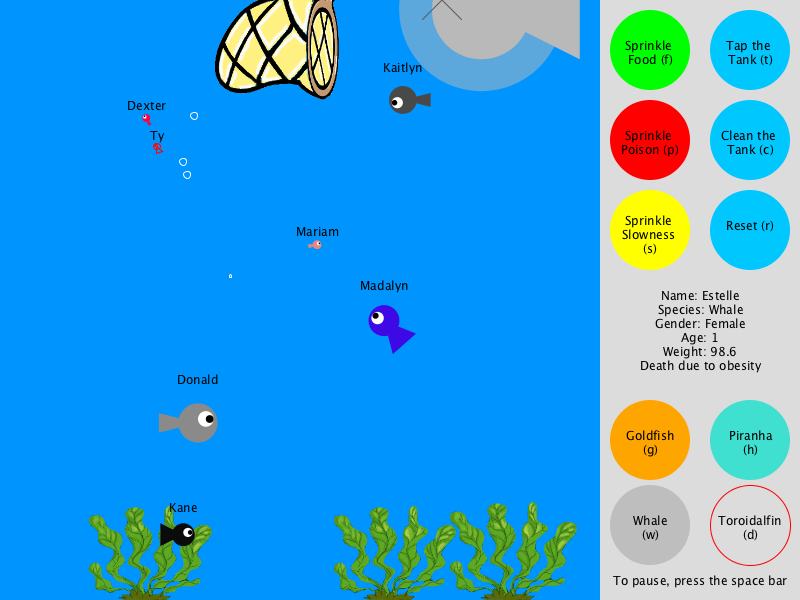 Kaitlyn
Dexter
Ty
Mariam
Madalyn
Donald
Kane
Sprinkle
Food (f)
Tap the
Tank (t)
Sprinkle
Poison (p)
Clean the
Tank (c)
Sprinkle
Slowness
(s)
Reset (r)
Name: Estelle
Species: Whale
Gender: Female
Age: 1
Weight: 98.6
Death due to obesity
Goldfish
(g)
Piranha
(h)
Whale
(w)
Toroidalfin
(d)
To pause, press the space bar